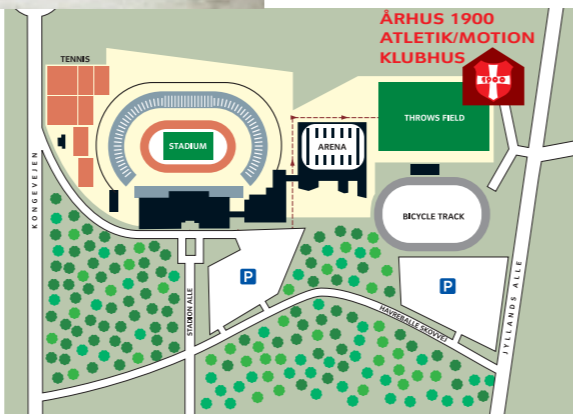 ÅRHUS 1900
ATLETIK/MOTION
KLUBHUS
1900
TENNIS
STADIUM
ARENA
THROWS FIELD
BICYCLE TRACK
KONGEVEJEN
STADION ALLE
P
P
HAVREBALLE SKOVVEJ
JYLLANDS ALLE